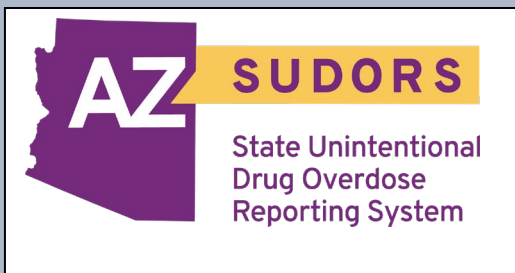 AZ SUDORS
State Unintentional
Drug Overdose
Reporting System